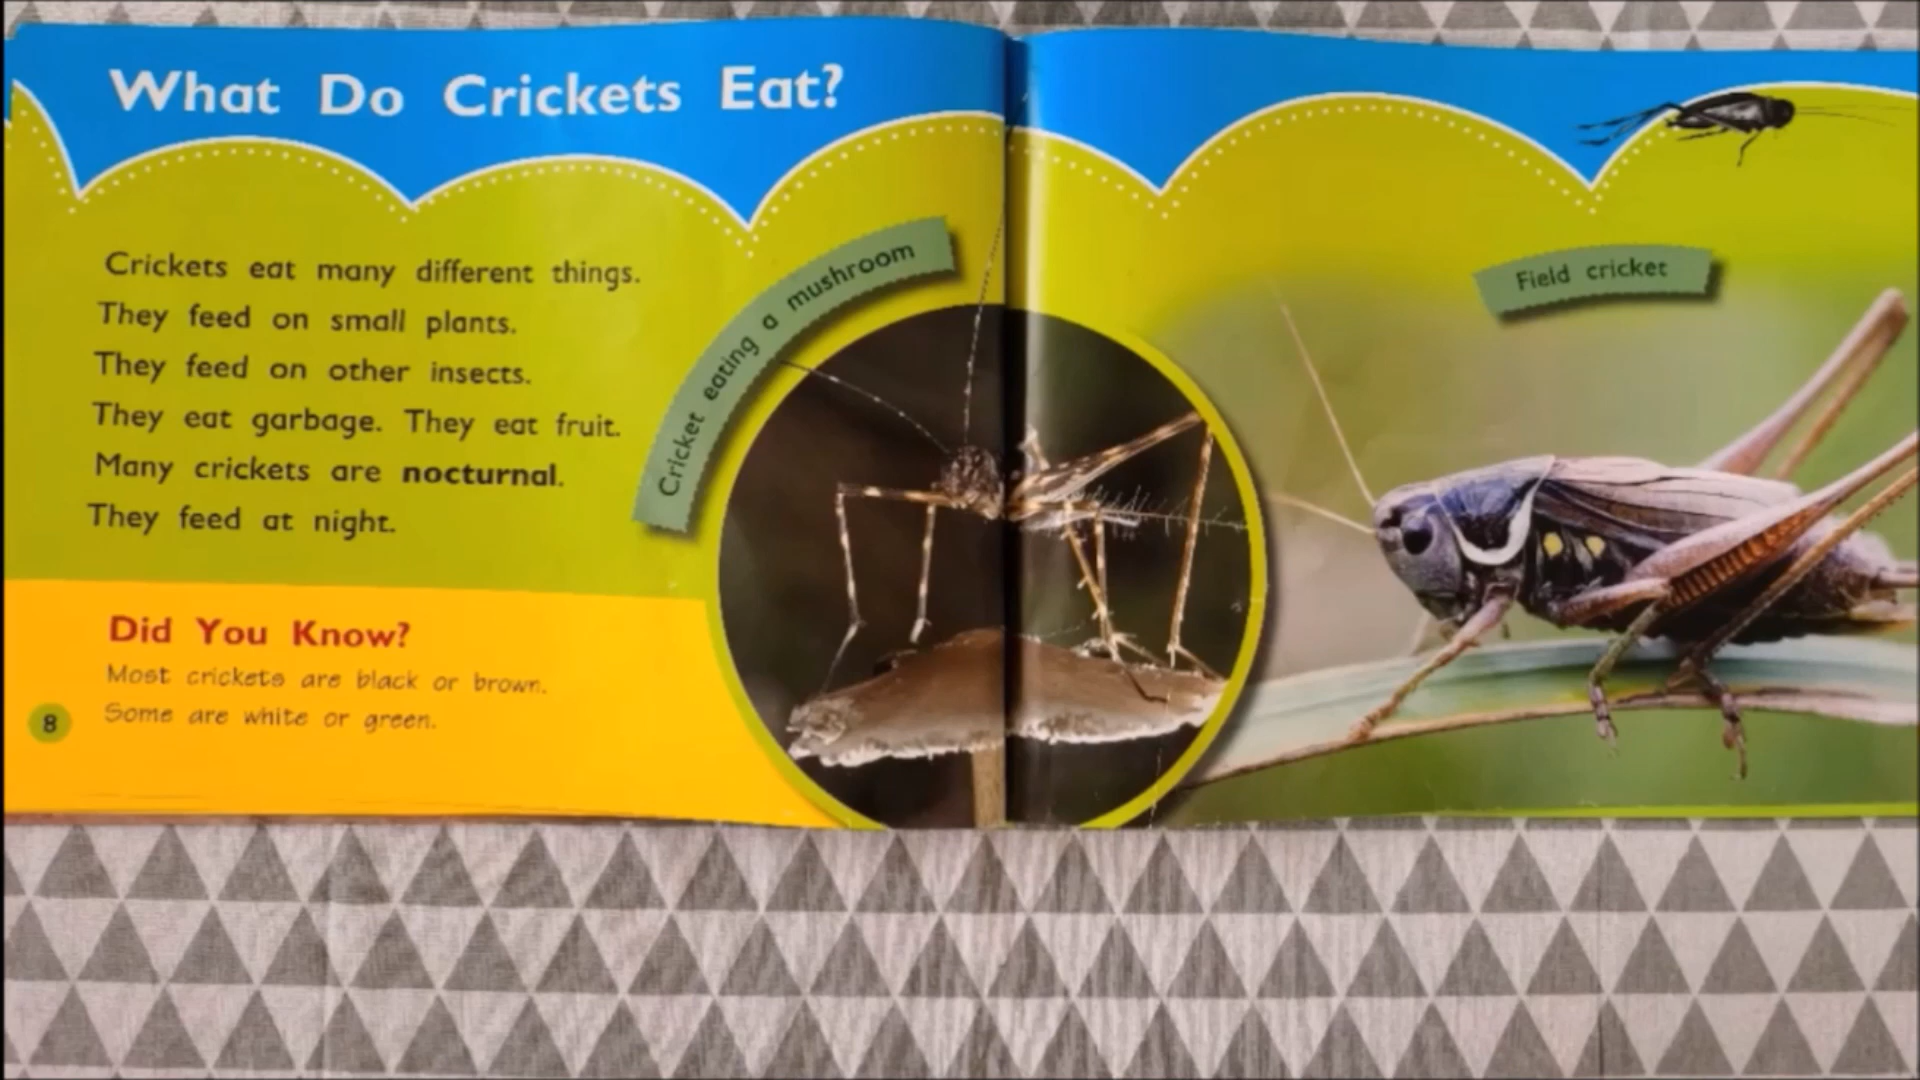 What Do Crickets Eat?
Crickets eat many different things.
They feed on small plants.
They feed on other insects.
They eat garbage. They eat fruit.
Many crickets are nocturnal.
They feed at night.
Did You Know?
Most crickets are black or brown.
Some are white or green.
8
Cricket eating a mushroom
Field cricket